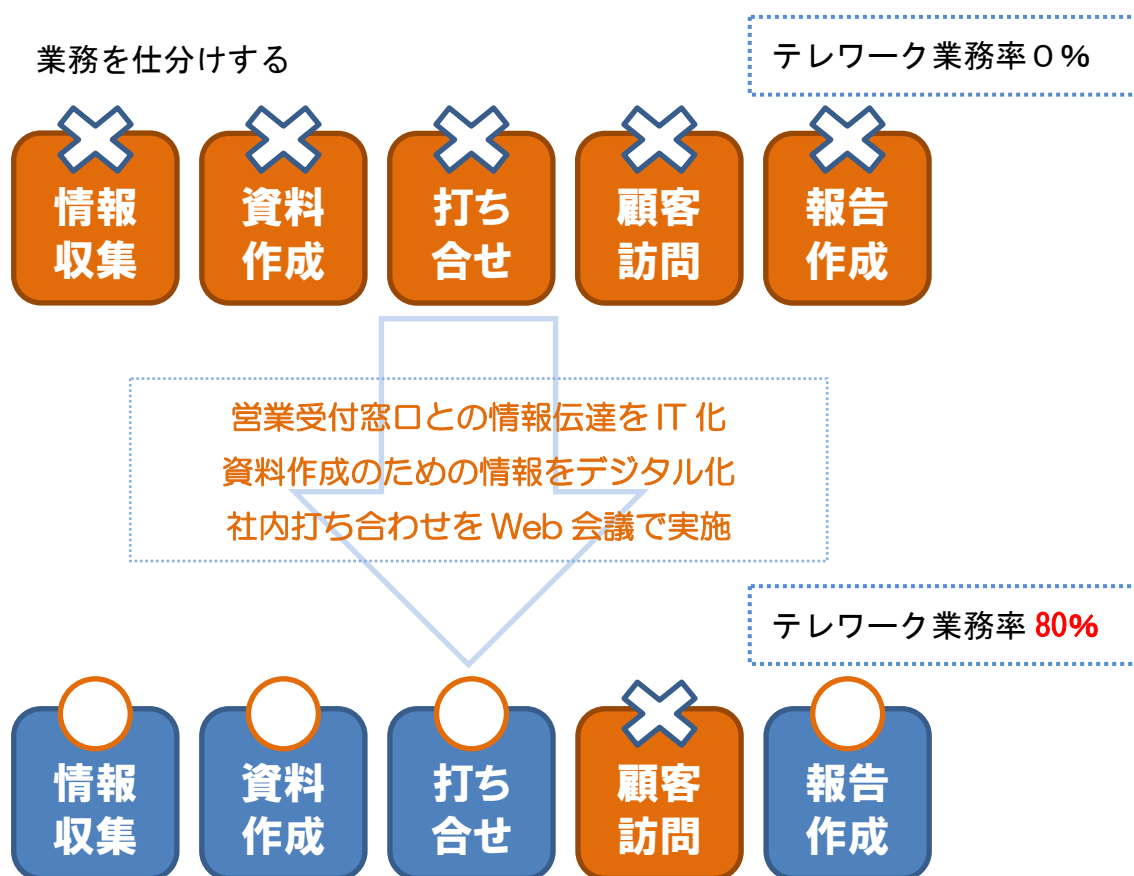 業務を仕分けする
テレワーク業務率０%
情報
収集
資料
作成
打ち
合せ
顧客
訪問
報告
作成
営業受付窓口との情報伝達を IT 化
資料作成のための情報をデジタル化
社内打ち合わせを Web 会議で実施
テレワーク業務率 80%
情報
収集
資料
作成
打ち
合せ
顧客
訪問
報告
作成